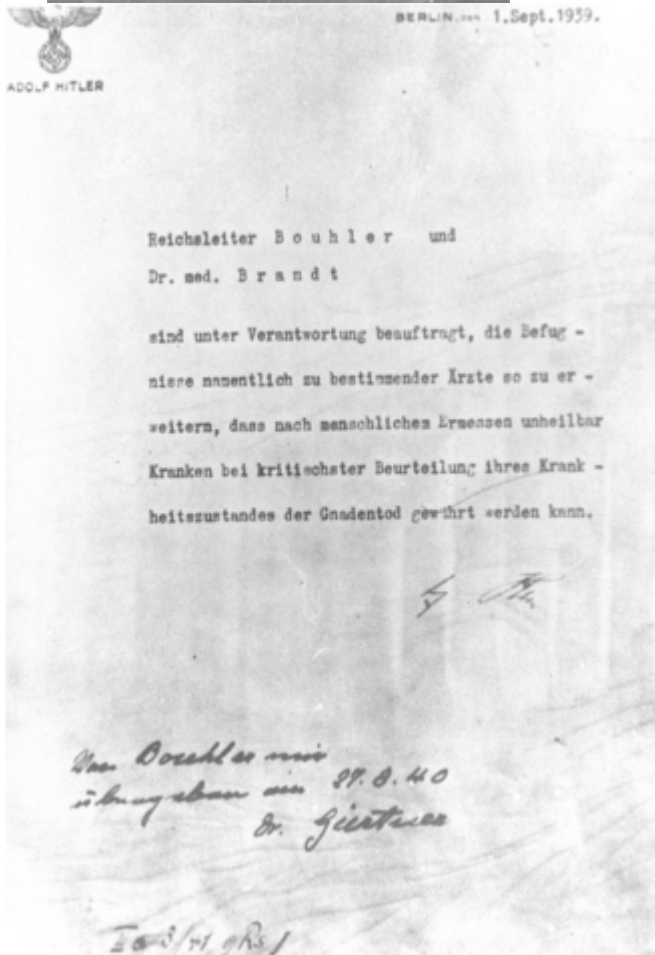 BERLIN, DEN 1.Sept.1939.
ADOLF HITLER
Reichsleiter B o u h l e r und
Dr. med. B r a n d t
sind unter Verantwortung beauftragt, die Befug -
nisse namentlich zu bestimmender Ärzte so zu er -
weitern, dass nach menschlichem Ermessen unheilbar
Kranken bei kritischster Beurteilung ihres Krank -
heitszustandes der Gnadentod gewährt werden kann.
Von Bouhler mir
übergeben am 27.8.40
Dr. Gürtner